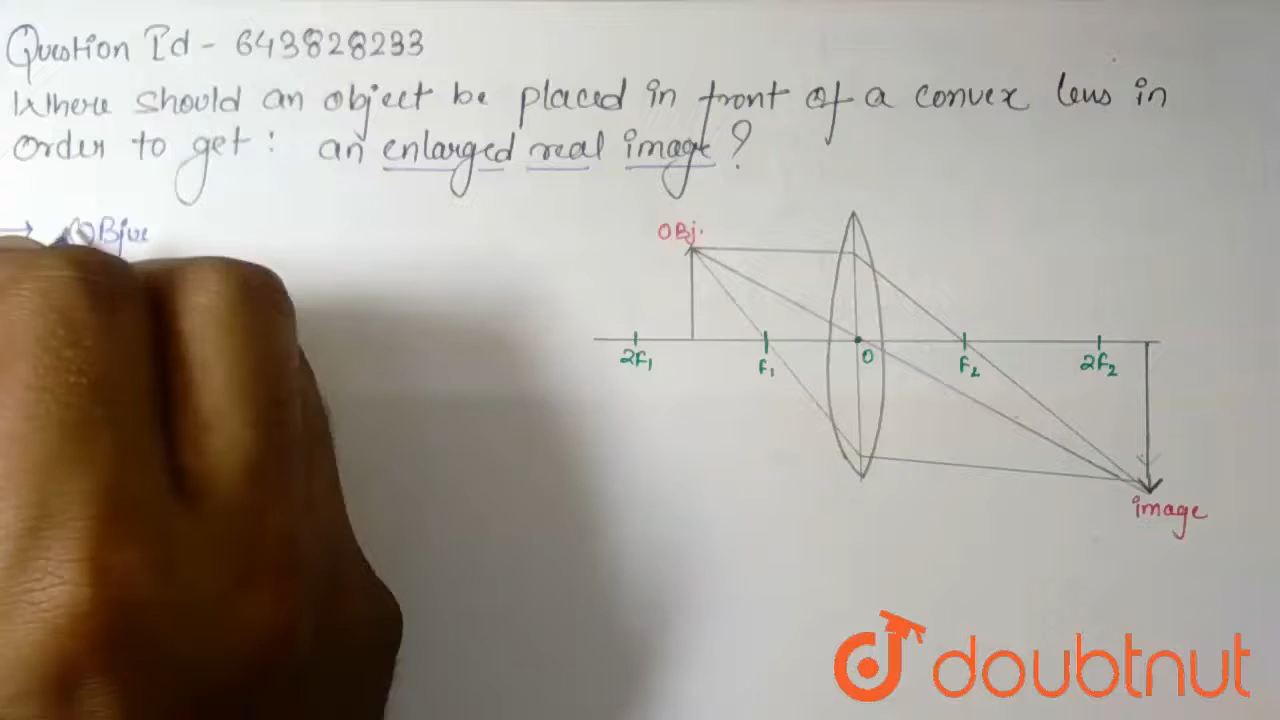 Question Id - 643828233
Where should an object be placed in front of a convex lens in
order to get : an enlarged real image ?
→ OBjec
OBj.
2F₁
F₁
O
F₂
2F₂
image
doubtnut